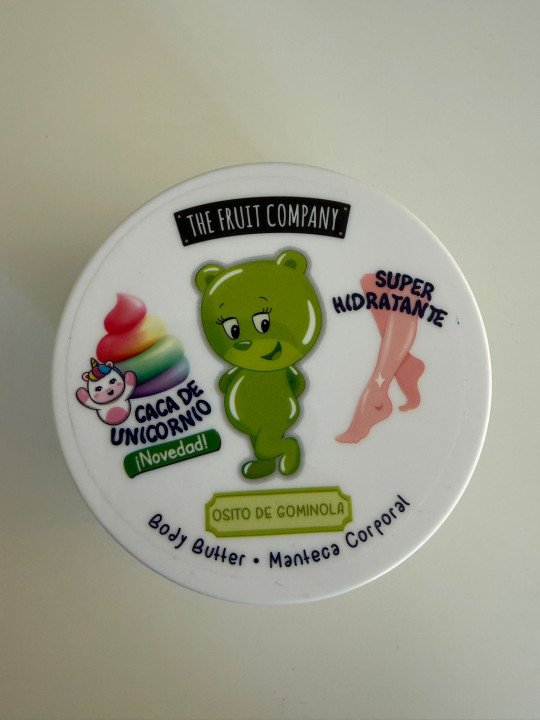 THE FRUIT COMPANY
SUPER
HIDRATANTE
CACA DE
UNICORNIO
¡Novedad!
OSITO DE GOMINOLA
Body Butter • Manteca Corporal